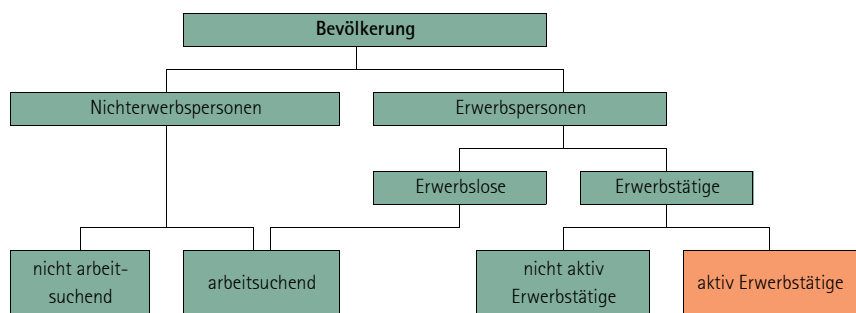 Bevölkerung
Nichterwerbspersonen
Erwerbspersonen
Erwerbslose
Erwerbstätige
nicht arbeit-
suchend
arbeitsuchend
nicht aktiv
Erwerbstätige
aktiv Erwerbstätige